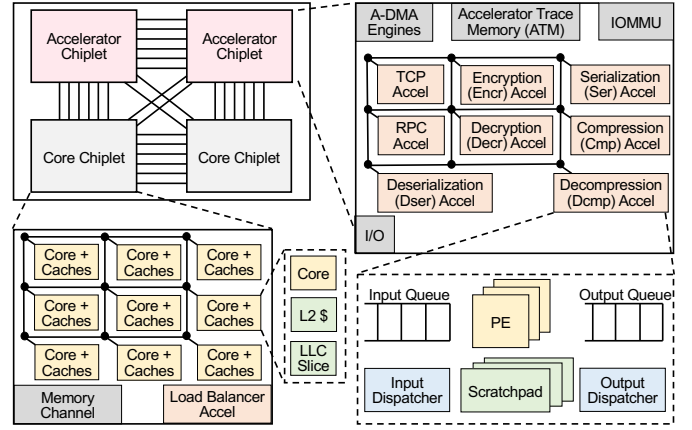 Accelerator
Chiplet
Accelerator
Chiplet
Core Chiplet
Core Chiplet
A-DMA
Engines
Accelerator Trace
Memory (ATM)
IOMMU
TCP
Accel
Encryption
(Encr) Accel
Serialization
(Ser) Accel
RPC
Accel
Decryption
(Decr) Accel
Compression
(Cmp) Accel
Deserialization
(Dser) Accel
Decompression
(Dcmp) Accel
I/O
Core +
Caches
Core +
Caches
Core +
Caches
Core +
Caches
Core +
Caches
Core +
Caches
Core +
Caches
Core +
Caches
Core +
Caches
Memory
Channel
Load Balancer
Accel
Core
L2 $
LLC
Slice
Input Queue
PE
Output Queue
Input
Dispatcher
Scratchpad
Output
Dispatcher